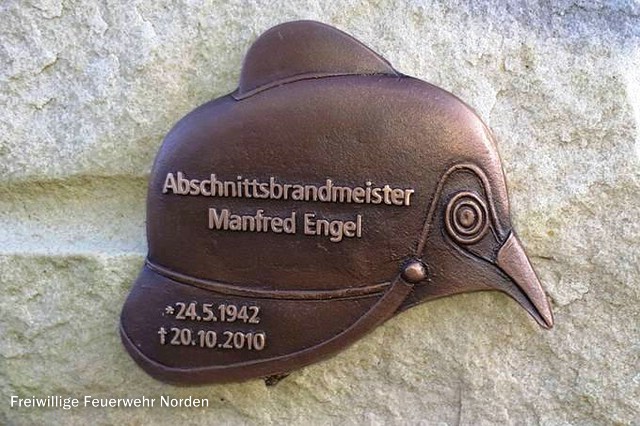 Abschnittsbrandmeister
Manfred Engel
*24.5.1942
†20.10.2010
Freiwillige Feuerwehr Norden